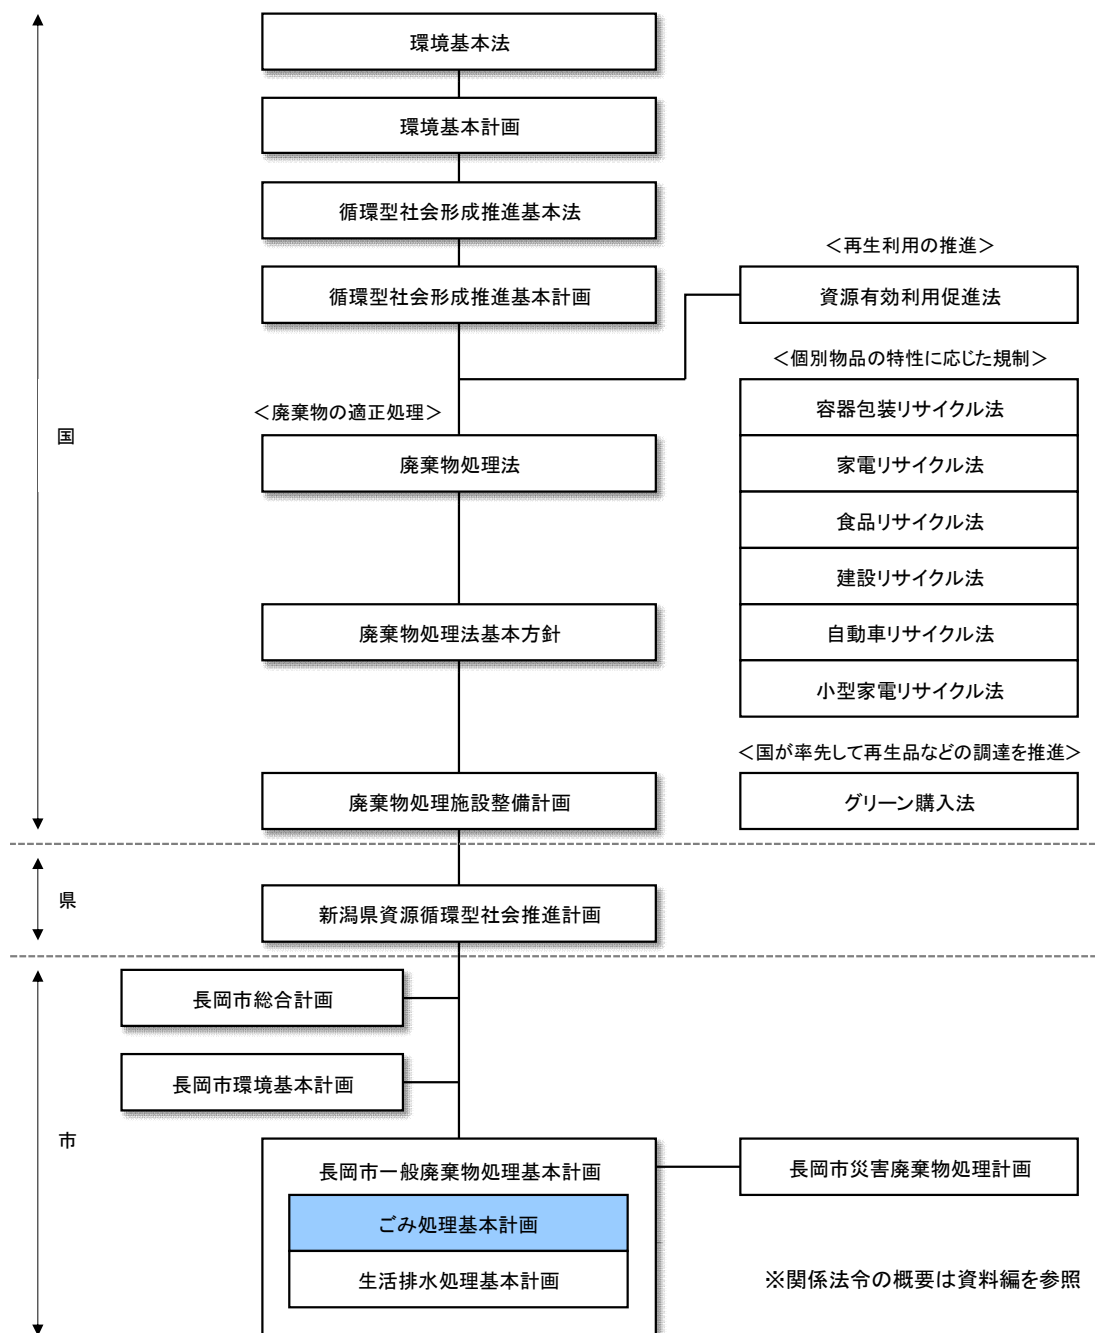 環境基本法
環境基本計画
循環型社会形成推進基本法
循環型社会形成推進基本計画
＜再生利用の推進＞
資源有効利用促進法
＜個別物品の特性に応じた規制＞
容器包装リサイクル法
家電リサイクル法
食品リサイクル法
建設リサイクル法
自動車リサイクル法
小型家電リサイクル法
＜国が率先して再生品などの調達を推進＞
グリーン購入法
国
＜廃棄物の適正処理＞
廃棄物処理法
廃棄物処理法基本方針
廃棄物処理施設整備計画
県
新潟県資源循環型社会推進計画
市
長岡市総合計画
長岡市環境基本計画
長岡市一般廃棄物処理基本計画
ごみ処理基本計画
生活排水処理基本計画
長岡市災害廃棄物処理計画
※関係法令の概要は資料編を参照